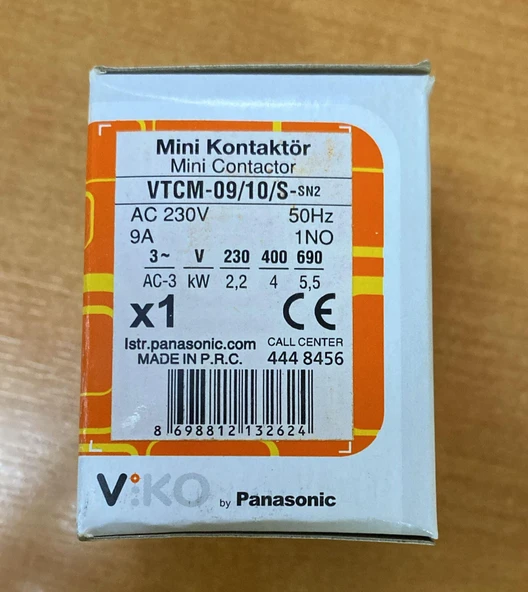 Mini Kontaktör
Mini Contactor
VTCM-09/10/S-SN2
AC 230V 50Hz
9A 1NO
3~ V 230 400 690
AC-3 kW 2,2 4 5,5
x1 CE
lstr.panasonic.com CALL CENTER
MADE IN P.R.C. 444 8456
8 698812 132624
ViKO by Panasonic